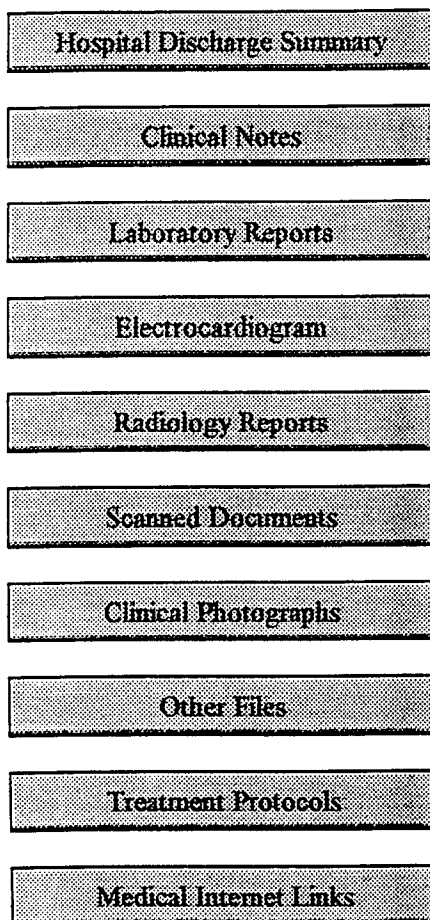 Hospital Discharge Summary
Clinical Notes
Laboratory Reports
Electrocardiogram
Radiology Reports
Scanned Documents
Clinical Photographs
Other Files
Treatment Protocols
Medical Internet Links